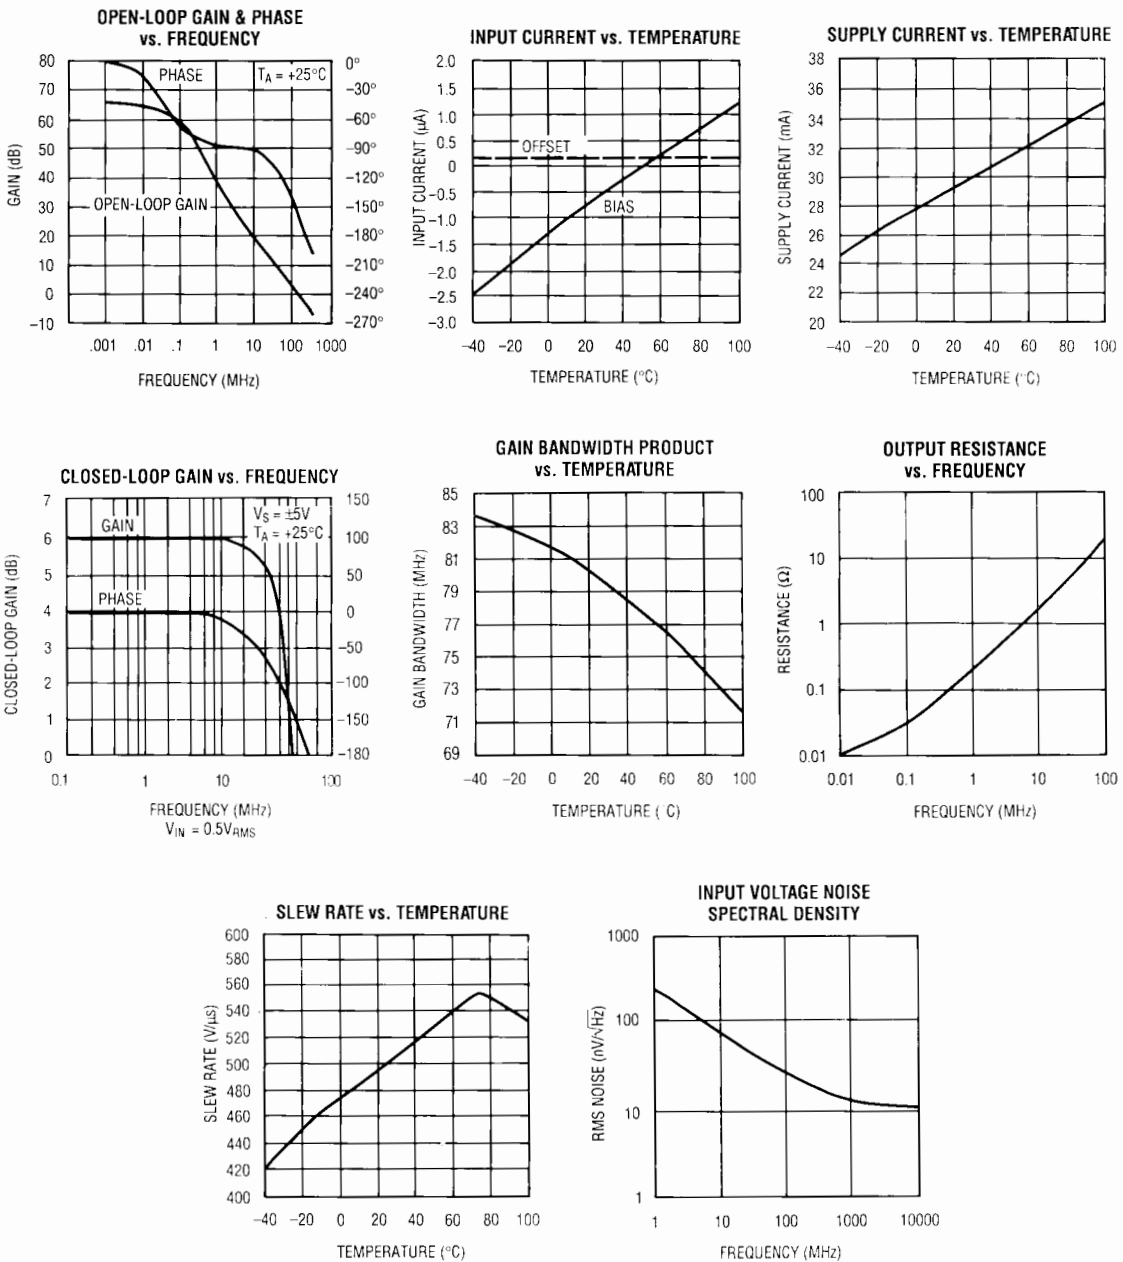 OPEN-LOOP GAIN & PHASE
vs. FREQUENCY
80
70
60
50
40
30
20
10
0
–10
GAIN (dB)
PHASE
TA = +25°C
OPEN-LOOP GAIN
0°
–30°
–60°
–90°
–120°
–150°
–180°
–210°
–240°
–270°
.001 .01 .1 1 10 100 1000
FREQUENCY (MHz)
INPUT CURRENT vs. TEMPERATURE
2.0
1.5
1.0
0.5
0
–0.5
–1.0
–1.5
–2.0
–2.5
–3.0
INPUT CURRENT (µA)
OFFSET
BIAS
–40 –20 0 20 40 60 80 100
TEMPERATURE (°C)
SUPPLY CURRENT vs. TEMPERATURE
38
36
34
32
30
28
26
24
22
20
SUPPLY CURRENT (mA)
–40 –20 0 20 40 60 80 100
TEMPERATURE (°C)
CLOSED-LOOP GAIN vs. FREQUENCY
7
6
5
4
3
2
1
0
CLOSED-LOOP GAIN (dB)
GAIN
PHASE
VS = ±5V
TA = +25°C
150
100
50
0
–50
–100
–150
–180
0.1 1 10 100
FREQUENCY (MHz)
VIN = 0.5VRMS
GAIN BANDWIDTH PRODUCT
vs. TEMPERATURE
85
83
81
79
77
75
73
71
69
GAIN BANDWIDTH (MHz)
–40 –20 0 20 40 60 80 100
TEMPERATURE (°C)
OUTPUT RESISTANCE
vs. FREQUENCY
100
10
1
0.1
0.01
RESISTANCE (Ω)
0.01 0.1 1 10 100
FREQUENCY (MHz)
SLEW RATE vs. TEMPERATURE
600
580
560
540
520
500
480
460
440
420
400
SLEW RATE (V/µs)
–40 –20 0 20 40 60 80 100
TEMPERATURE (°C)
INPUT VOLTAGE NOISE
SPECTRAL DENSITY
1000
100
10
1
RMS NOISE (nV/√Hz)
1 10 100 1000 10000
FREQUENCY (MHz)